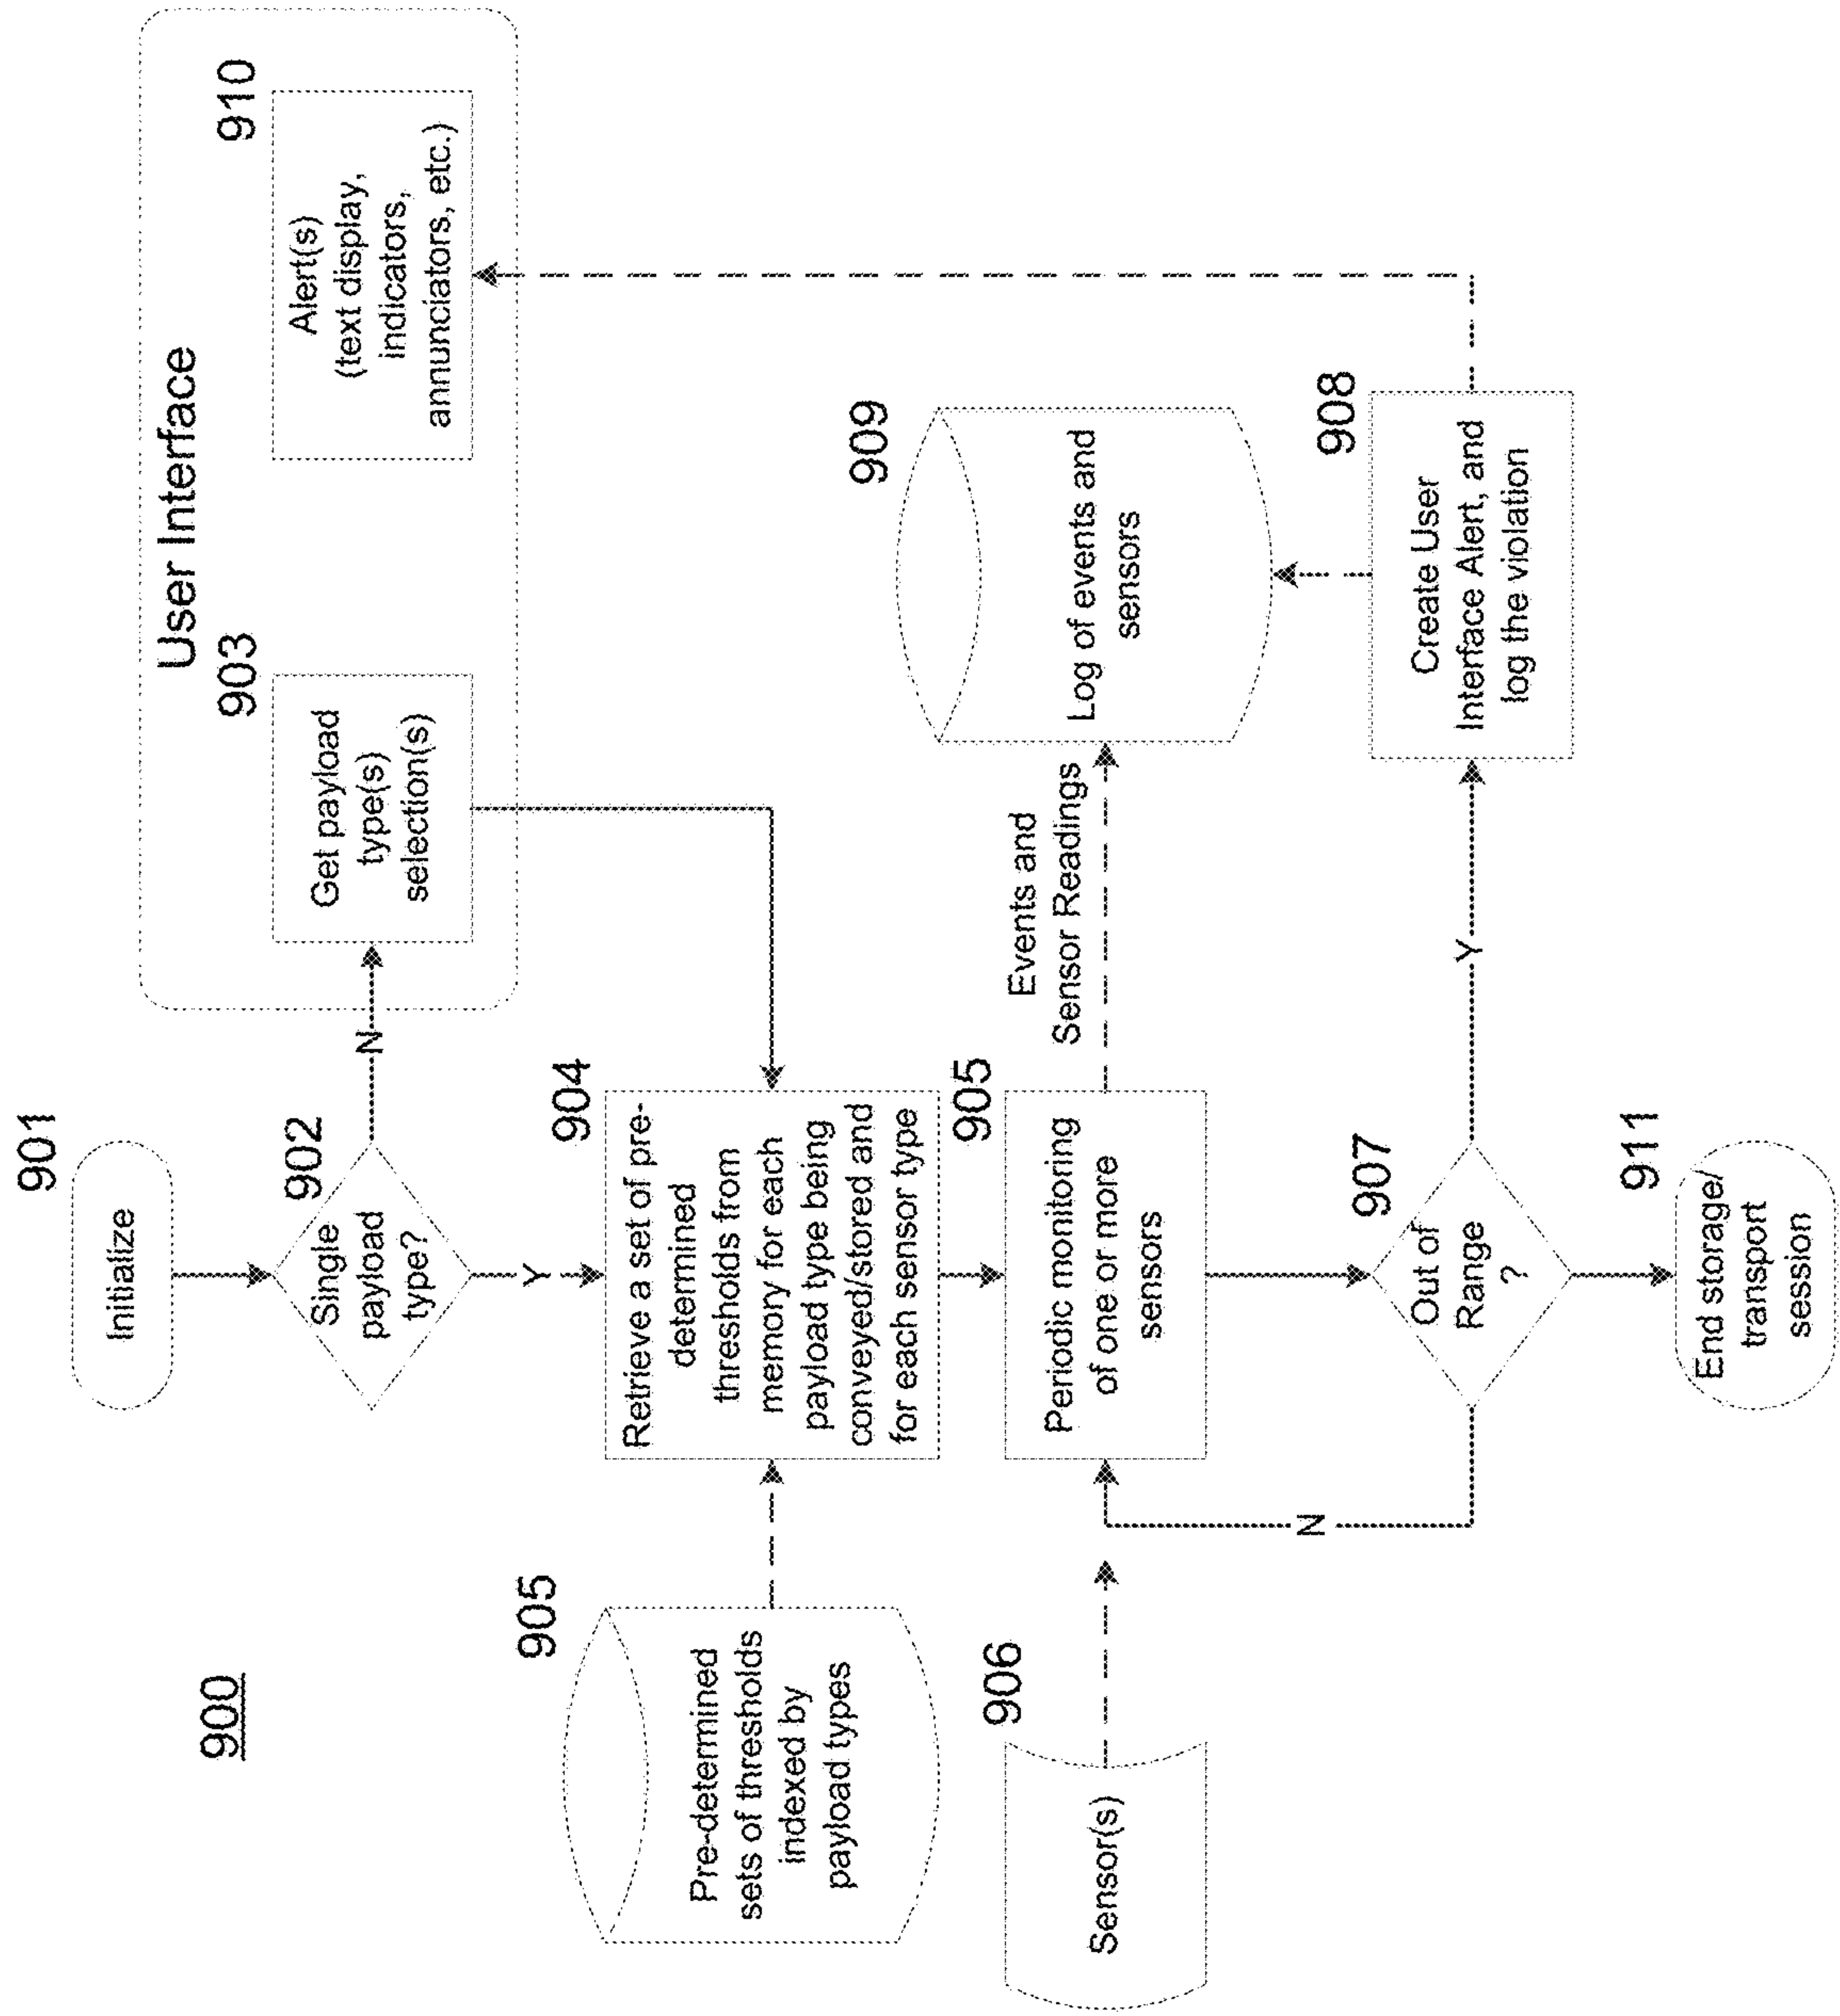 900
901
Initialize
902
Single
payload
type?
N
Y
User Interface
903
Get payload
type(s)
selection(s)
910
Alert(s)
(text display,
indicators,
annunciators, etc.)
905
Pre-determined
sets of thresholds
indexed by
payload types
904
Retrieve a set of pre-
determined
thresholds from
memory for each
payload type being
conveyed/stored and
for each sensor type
906
Sensor(s)
905
Periodic monitoring
of one or more
sensors
Events and
Sensor Readings
909
Log of events and
sensors
N
907
Out of
Range
?
Y
908
Create User
Interface Alert, and
log the violation
911
End storage/
transport
session